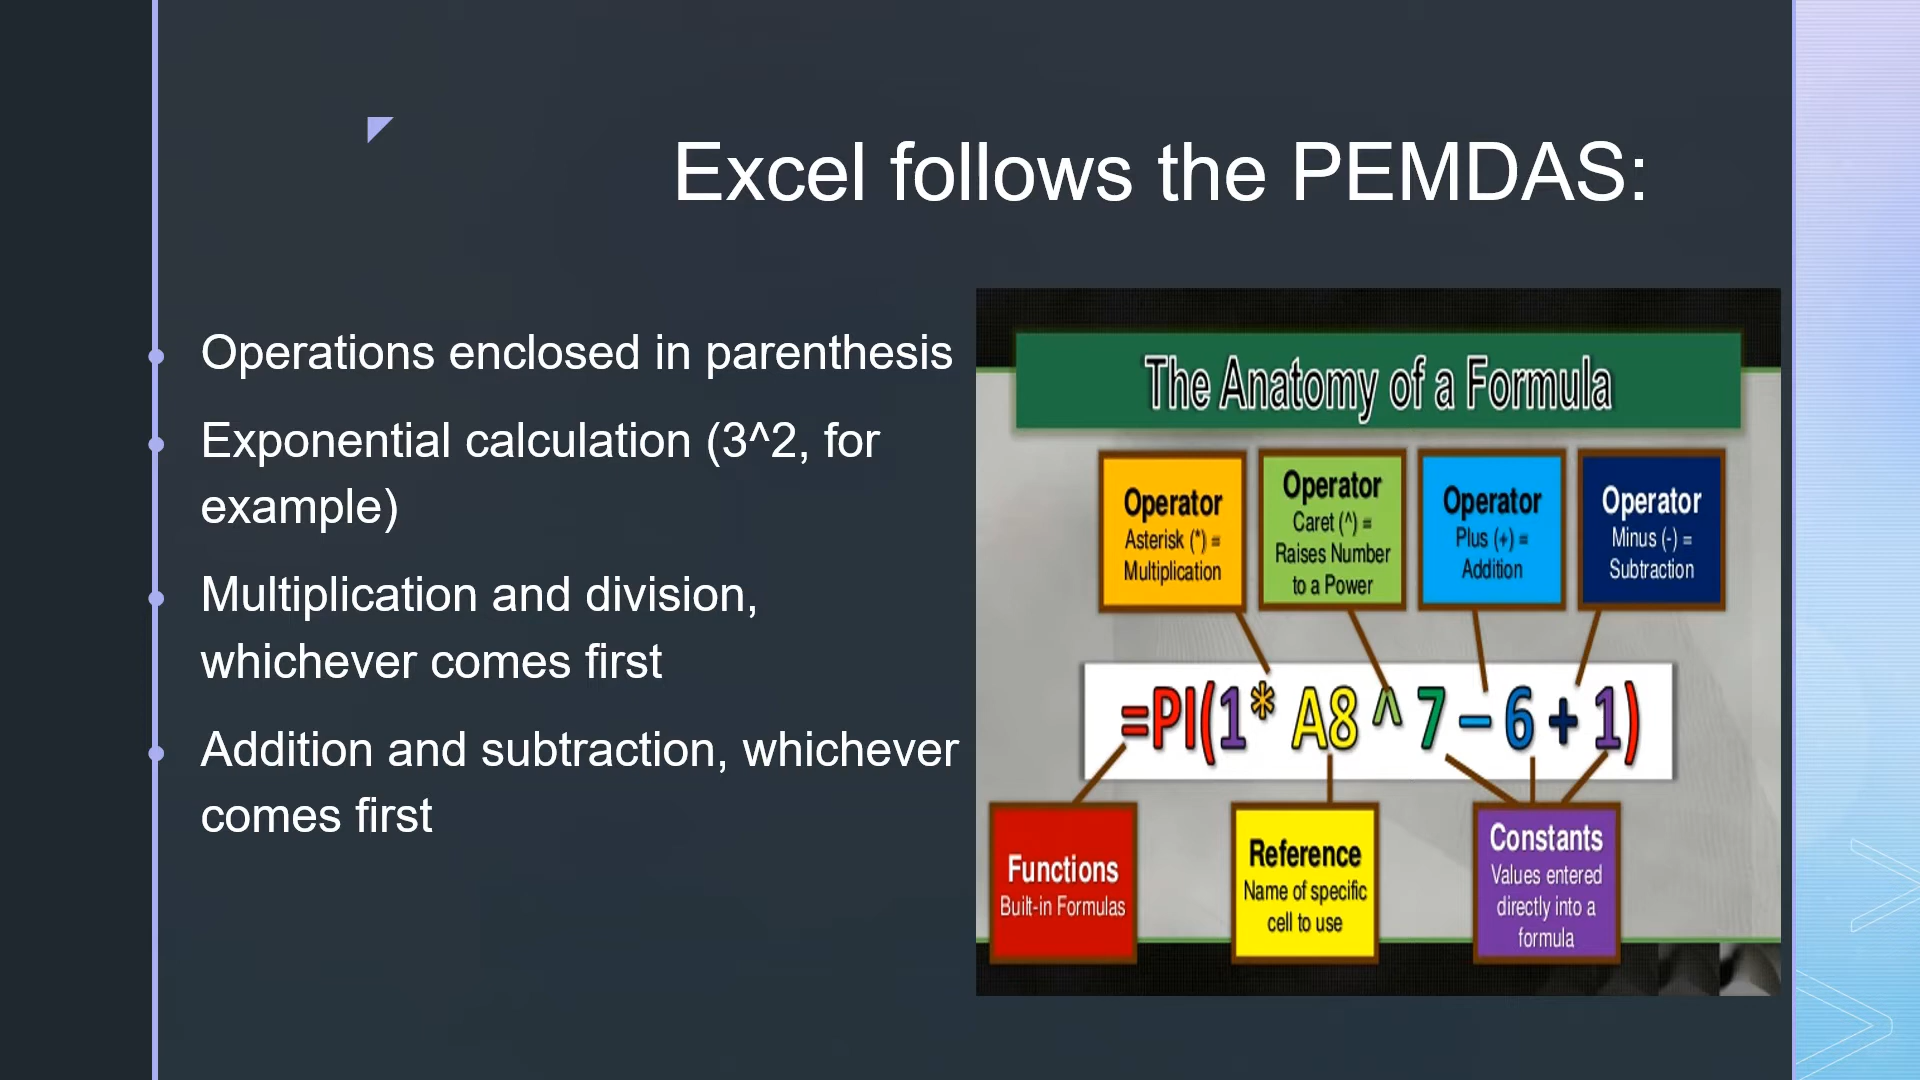 Excel follows the PEMDAS:
Operations enclosed in parenthesis
Exponential calculation (3^2, for
example)
Multiplication and division,
whichever comes first
Addition and subtraction, whichever
comes first
The Anatomy of a Formula
Operator
Asterisk (*) =
Multiplication
Operator
Caret (^) =
Raises Number
to a Power
Operator
Plus (+) =
Addition
Operator
Minus (-) =
Subtraction
=PI(1* A8 ^ 7 – 6 + 1)
Functions
Built-in Formulas
Reference
Name of specific
cell to use
Constants
Values entered
directly into a
formula